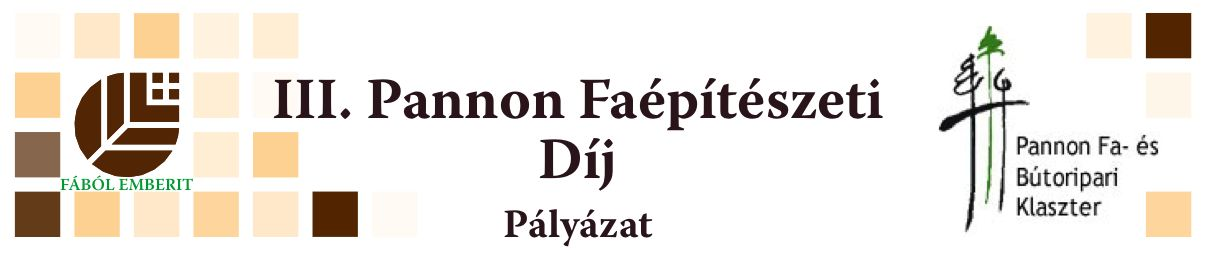 III. Pannon Faépítészeti
Díj
Pályázat
FÁBÓL EMBERIT
Pannon Fa- és
Bútoripari
Klaszter